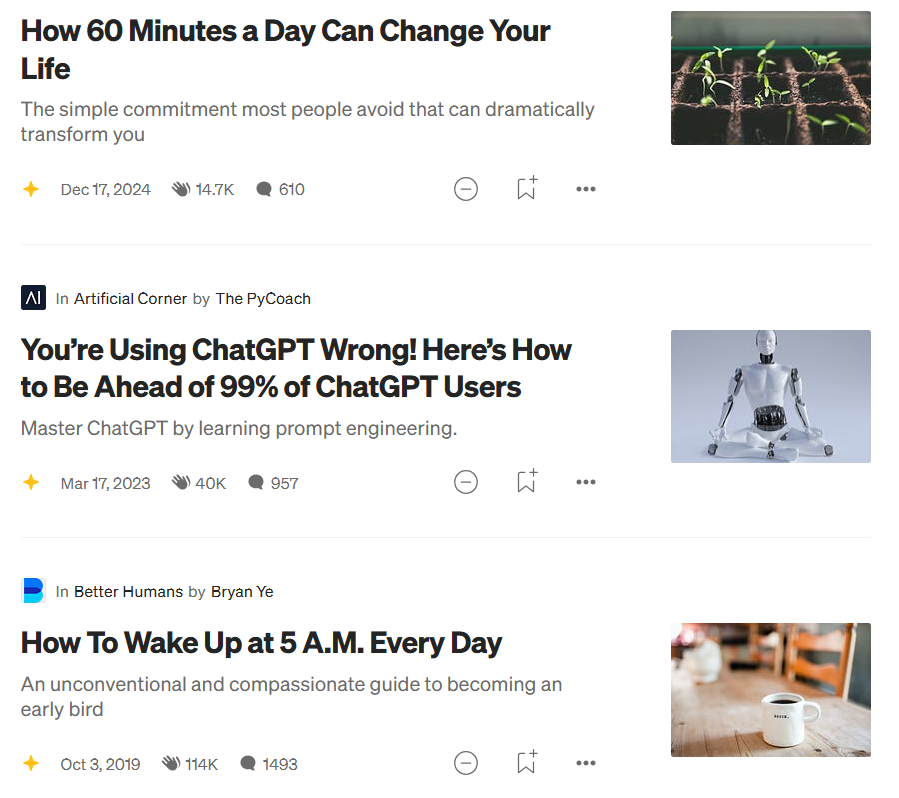 How 60 Minutes a Day Can Change Your
Life
The simple commitment most people avoid that can dramatically
transform you
Dec 17, 2024 14.7K 610
AI In Artificial Corner by The PyCoach
You’re Using ChatGPT Wrong! Here’s How
to Be Ahead of 99% of ChatGPT Users
Master ChatGPT by learning prompt engineering.
Mar 17, 2023 40K 957
In Better Humans by Bryan Ye
How To Wake Up at 5 A.M. Every Day
An unconventional and compassionate guide to becoming an
early bird
Oct 3, 2019 114K 1493